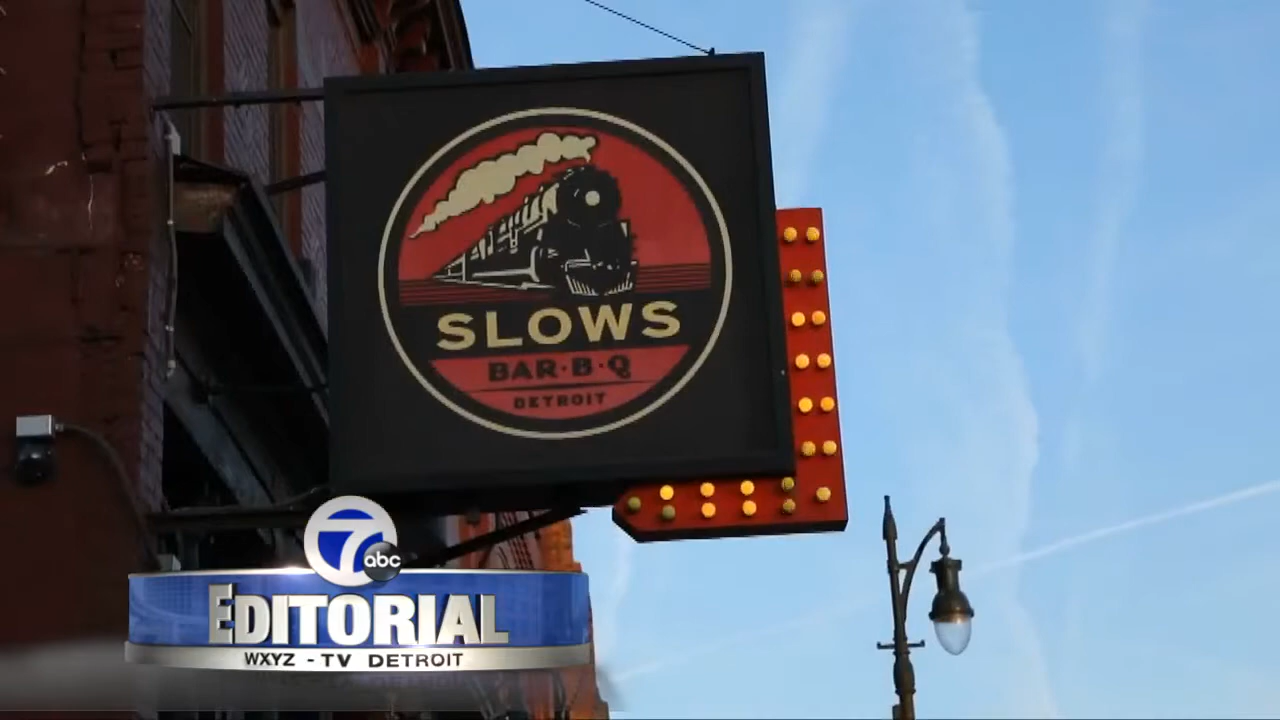 SLOWS
BAR·B·Q
DETROIT
7 abc
EDITORIAL
WXYZ - TV DETROIT